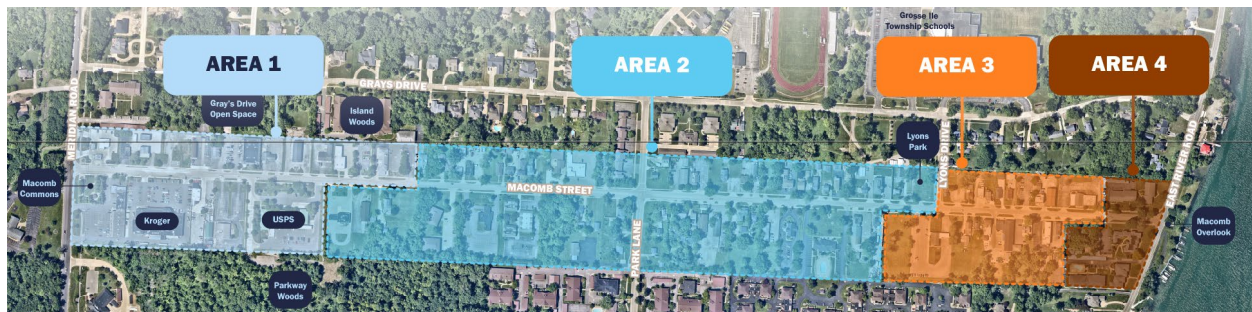 Grosse Ile
Township Schools
AREA 1
AREA 2
AREA 3
AREA 4
GRAYS DRIVE
MERIDIAN ROAD
Gray's Drive
Open Space
Island
Woods
Lyons
Park
LYONS DRIVE
EAST RIVER ROAD
Macomb
Commons
MACOMB STREET
Kroger
USPS
PARK LANE
Macomb
Overlook
Parkway
Woods